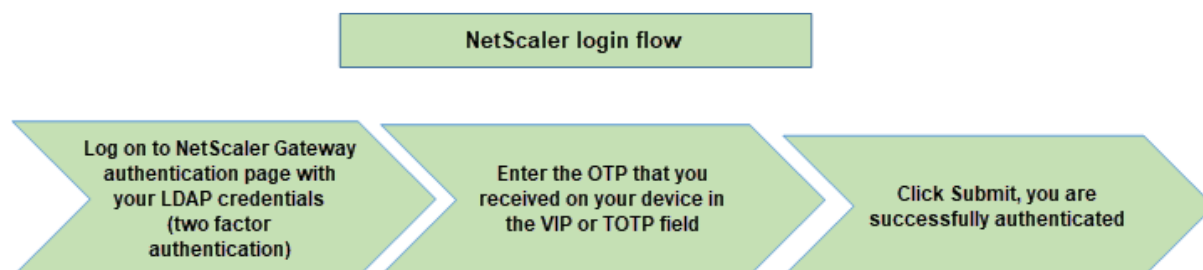 NetScaler login flow
Log on to NetScaler Gateway
authentication page with
your LDAP credentials
(two factor
authentication)
Enter the OTP that you
received on your device in
the VIP or TOTP field
Click Submit, you are
successfully authenticated